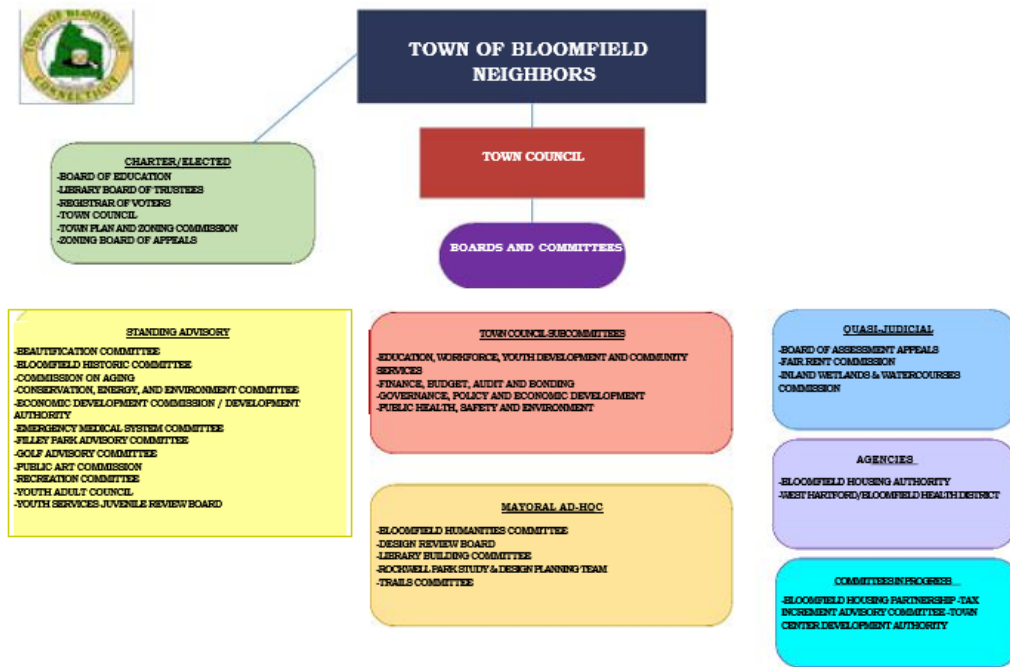 TOWN OF BLOOMFIELD
CONNECTICUT
TOWN OF BLOOMFIELD
NEIGHBORS
TOWN COUNCIL
BOARDS AND COMMITTEES
CHARTER/ELECTED
-BOARD OF EDUCATION
-LIBRARY BOARD OF TRUSTEES
-REGISTRAR OF VOTERS
-TOWN COUNCIL
-TOWN PLAN AND ZONING COMMISSION
-ZONING BOARD OF APPEALS
STANDING ADVISORY
-BEAUTIFICATION COMMITTEE
-BLOOMFIELD HISTORIC COMMITTEE
-COMMISSION ON AGING
-CONSERVATION, ENERGY, AND ENVIRONMENT COMMITTEE
-ECONOMIC DEVELOPMENT COMMISSION / DEVELOPMENT
AUTHORITY
-EMERGENCY MEDICAL SYSTEM COMMITTEE
-FILLEY PARK ADVISORY COMMITTEE
-GOLF ADVISORY COMMITTEE
-PUBLIC ART COMMISSION
-RECREATION COMMITTEE
-YOUTH ADULT COUNCIL
-YOUTH SERVICES JUVENILE REVIEW BOARD
TOWN COUNCIL SUBCOMMITTEES
-EDUCATION, WORKFORCE, YOUTH DEVELOPMENT AND COMMUNITY
SERVICES
-FINANCE, BUDGET, AUDIT AND BONDING
-GOVERNANCE, POLICY AND ECONOMIC DEVELOPMENT
-PUBLIC HEALTH, SAFETY AND ENVIRONMENT
MAYORAL AD-HOC
-BLOOMFIELD HUMANITIES COMMITTEE
-DESIGN REVIEW BOARD
-LIBRARY BUILDING COMMITTEE
-ROCKWELL PARK STUDY & DESIGN PLANNING TEAM
-TRAILS COMMITTEE
QUASI-JUDICIAL
-BOARD OF ASSESSMENT APPEALS
-FAIR RENT COMMISSION
-INLAND WETLANDS & WATERCOURSES
COMMISSION
AGENCIES
-BLOOMFIELD HOUSING AUTHORITY
-WEST HARTFORD/BLOOMFIELD HEALTH DISTRICT
COMMITTEES IN PROGRESS
-BLOOMFIELD HOUSING PARTNERSHIP -TAX
INCREMENT ADVISORY COMMITTEE -TOWN
CENTER DEVELOPMENT AUTHORITY